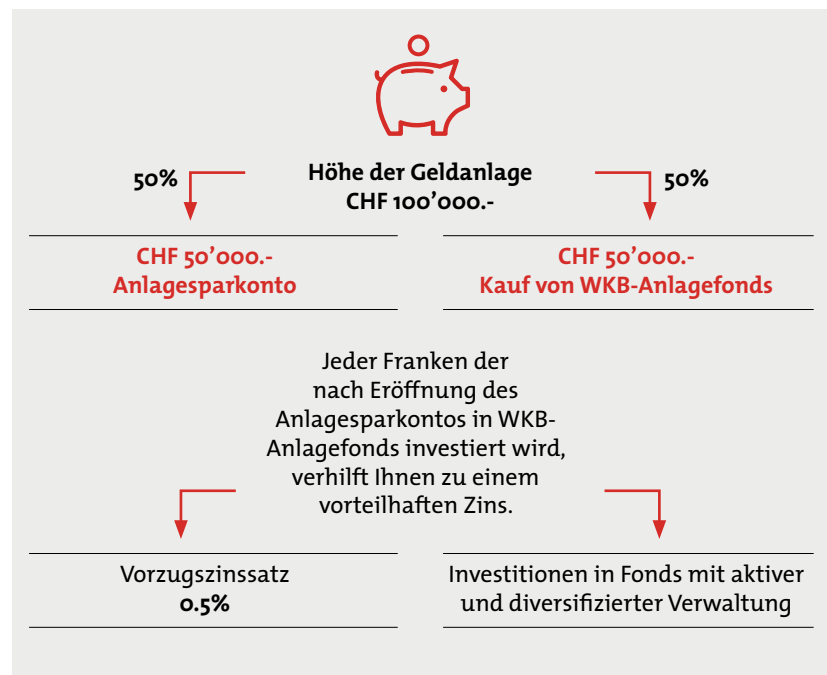 50%
Höhe der Geldanlage
CHF 100’000.-
50%
CHF 50’000.-
Anlagesparkonto
CHF 50’000.-
Kauf von WKB-Anlagefonds
Jeder Franken der
nach Eröffnung des
Anlagesparkontos in WKB-
Anlagefonds investiert wird,
verhilft Ihnen zu einem
vorteilhaften Zins.
Vorzugszinssatz
0.5%
Investitionen in Fonds mit aktiver
und diversifizierter Verwaltung